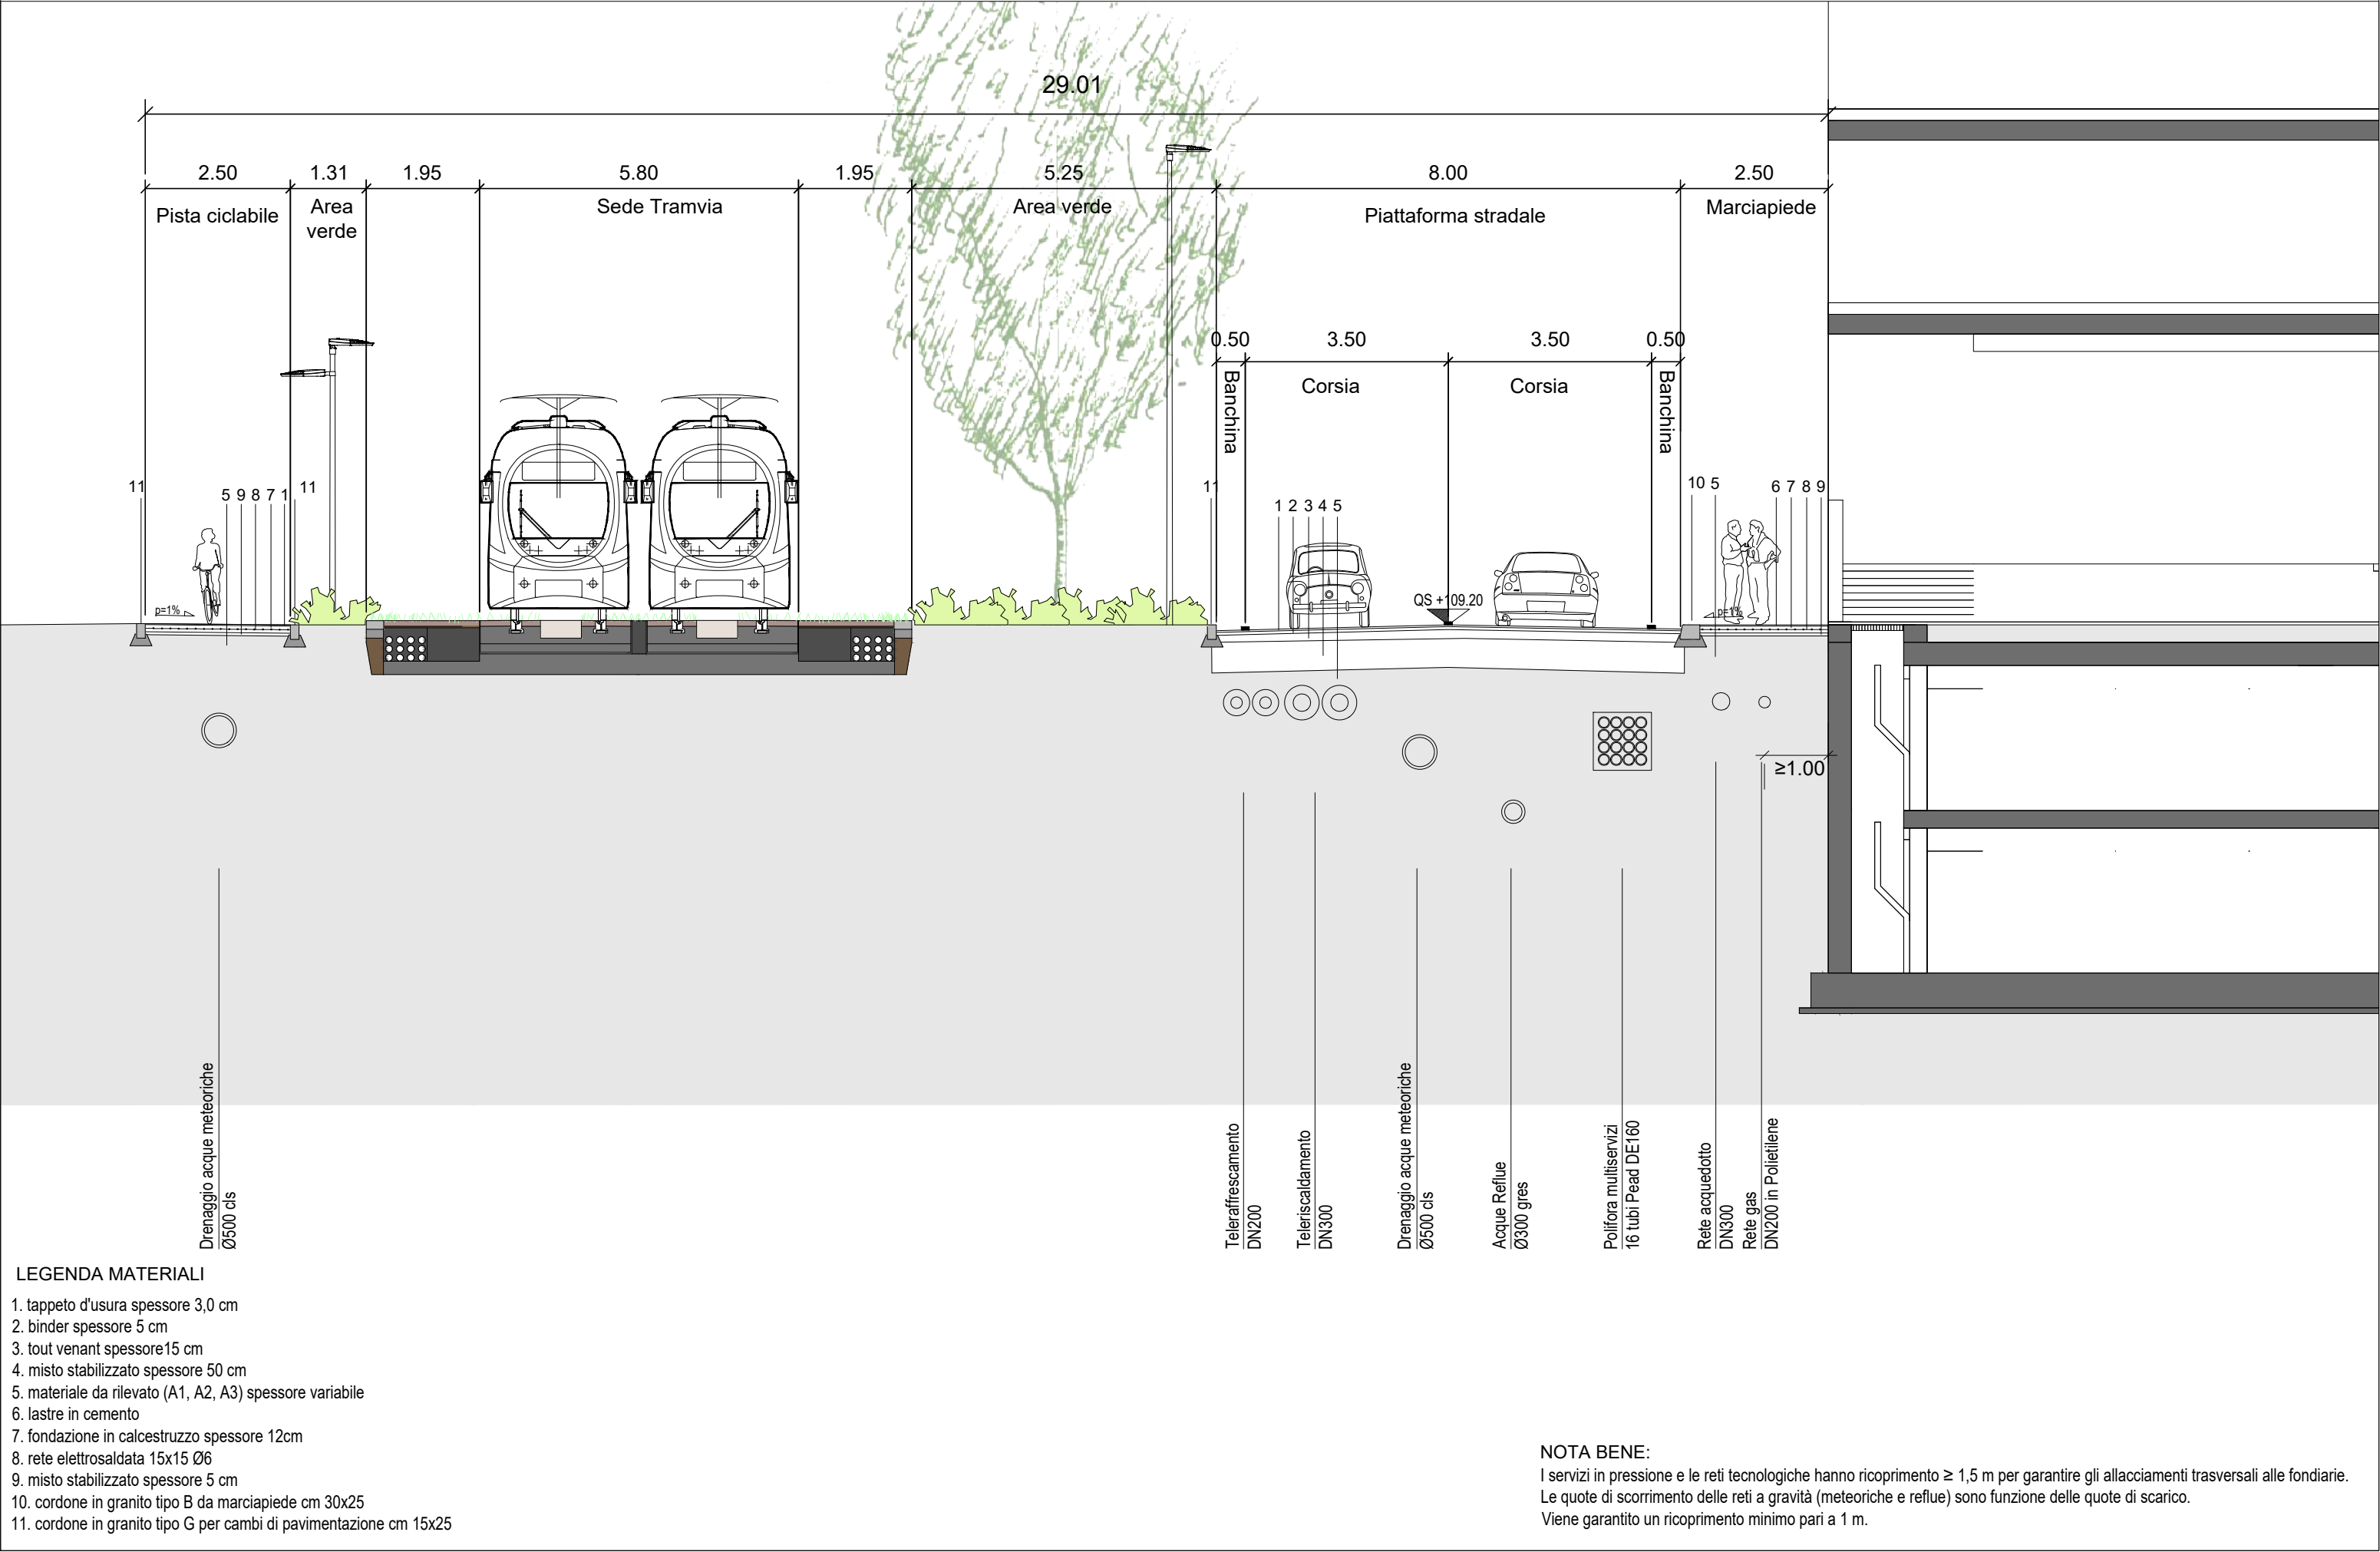 29.01
2.50 1.31 1.95 5.80 1.95 5.25 8.00 2.50
Pista ciclabile
Area
verde
Sede Tramvia
Area verde
Piattaforma stradale
Marciapiede
0.50 3.50 3.50 0.50
Banchina
Corsia
Corsia
Banchina
11
5 9 8 7 1
11
11
1 2 3 4 5
10 5
6 7 8 9
p=1%
QS +109.20
p=1%
≥1.00
Drenaggio acque meteoriche
Ø500 cls
Teleraffrescamento
DN200
Teleriscaldamento
DN300
Drenaggio acque meteoriche
Ø500 cls
Acque Reflue
Ø300 gres
Polifora multiservizi
16 tubi Pead DE160
Rete acquedotto
DN300
Rete gas
DN200 in Polietilene
LEGENDA MATERIALI
1. tappeto d'usura spessore 3,0 cm
2. binder spessore 5 cm
3. tout venant spessore15 cm
4. misto stabilizzato spessore 50 cm
5. materiale da rilevato (A1, A2, A3) spessore variabile
6. lastre in cemento
7. fondazione in calcestruzzo spessore 12cm
8. rete elettrosaldata 15x15 Ø6
9. misto stabilizzato spessore 5 cm
10. cordone in granito tipo B da marciapiede cm 30x25
11. cordone in granito tipo G per cambi di pavimentazione cm 15x25
NOTA BENE:
I servizi in pressione e le reti tecnologiche hanno ricoprimento ≥ 1,5 m per garantire gli allacciamenti trasversali alle fondiarie.
Le quote di scorrimento delle reti a gravità (meteoriche e reflue) sono funzione delle quote di scarico.
Viene garantito un ricoprimento minimo pari a 1 m.